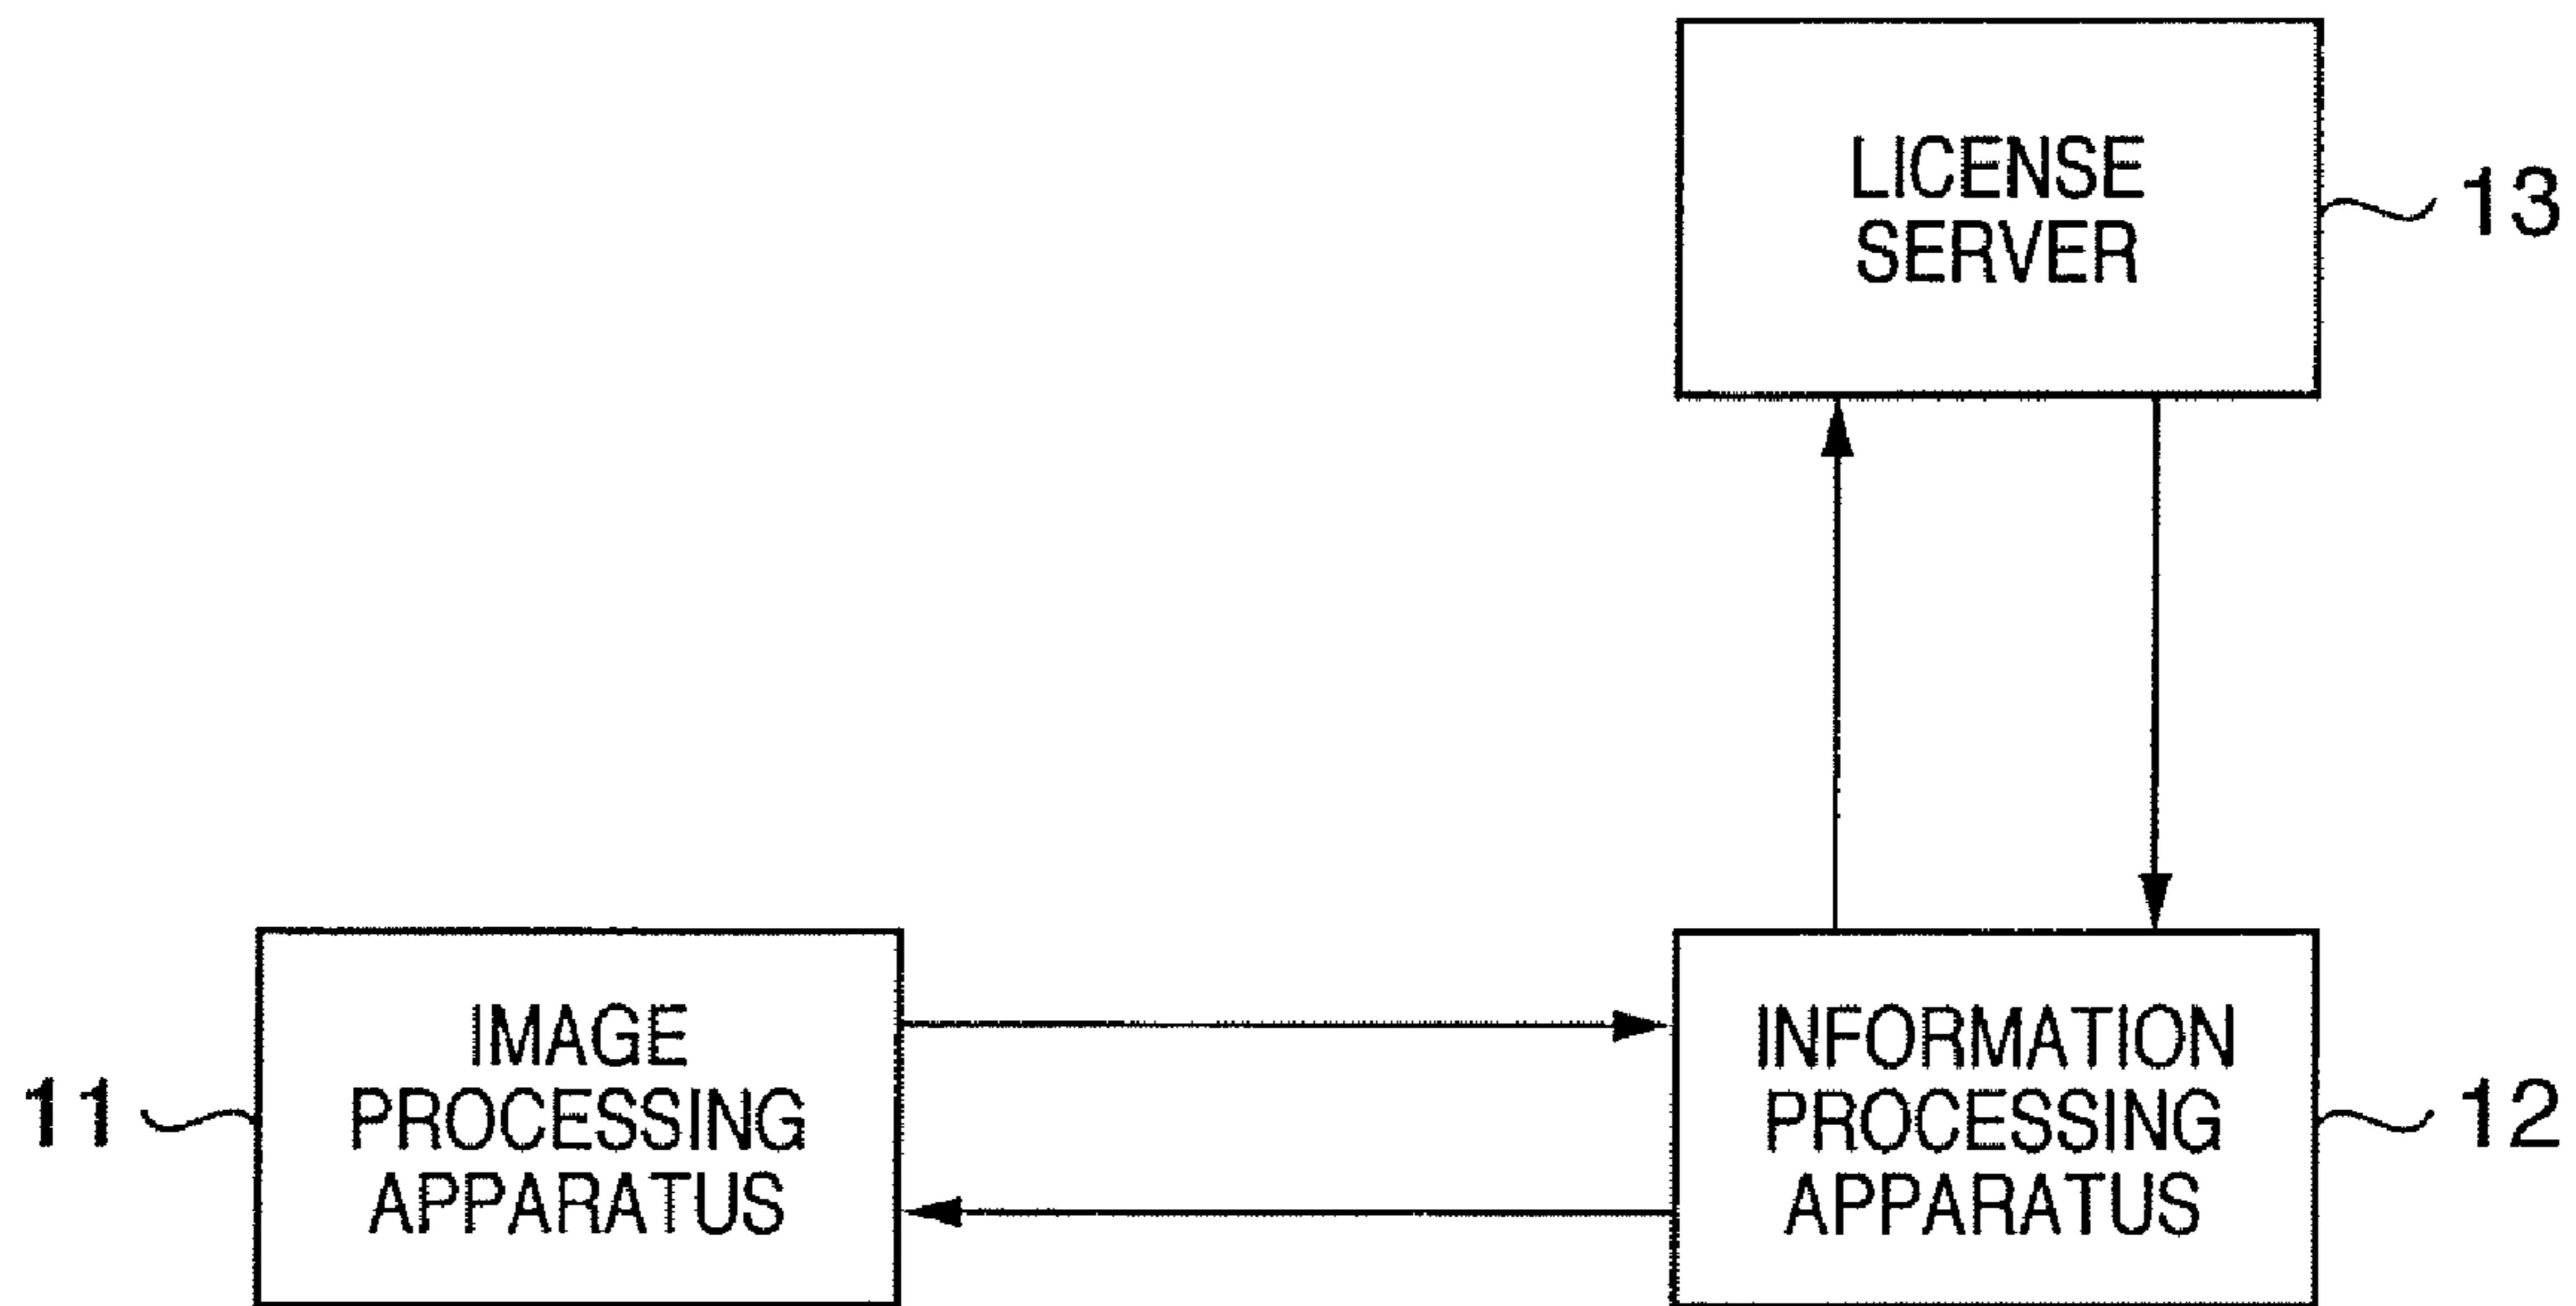 LICENSE
SERVER
13
IMAGE
PROCESSING
APPARATUS
11
INFORMATION
PROCESSING
APPARATUS
12